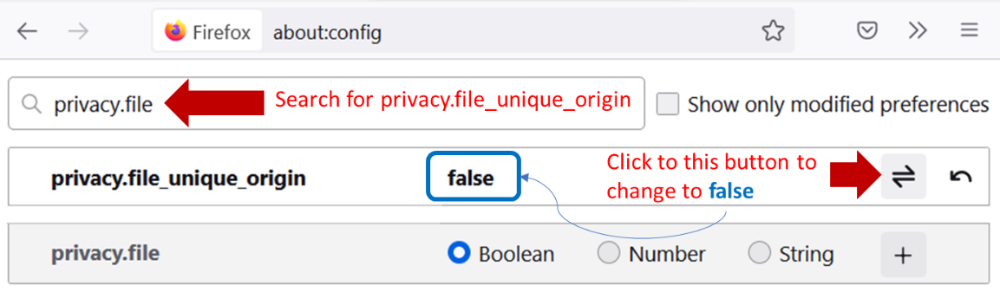 Firefox about:config
privacy.file Search for privacy.file_unique_origin Show only modified preferences
privacy.file_unique_origin false Click to this button to
change to false
privacy.file Boolean Number String